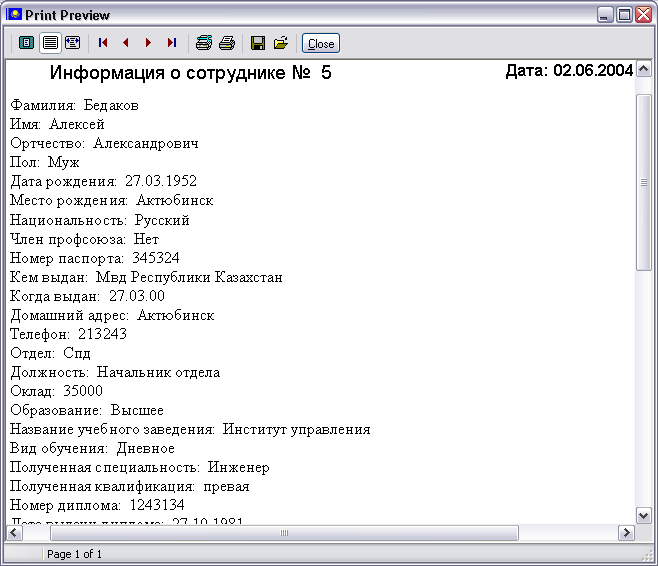 Print Preview
Close
Информация о сотруднике № 5 Дата: 02.06.2004
Фамилия: Бедаков
Имя: Алексей
Ортчество: Александрович
Пол: Муж
Дата рождения: 27.03.1952
Место рождения: Актюбинск
Национальность: Русский
Член профсоюза: Нет
Номер паспорта: 345324
Кем выдан: Мвд Республики Казахстан
Когда выдан: 27.03.00
Домашний адрес: Актюбинск
Телефон: 213243
Отдел: Спд
Должность: Начальник отдела
Оклад: 35000
Образование: Высшее
Название учебного заведения: Институт управления
Вид обучения: Дневное
Полученная специальность: Инженер
Полученная квалификация: превая
Номер диплома: 1243134
Дата выдачи диплома: 27.10.1981
Page 1 of 1